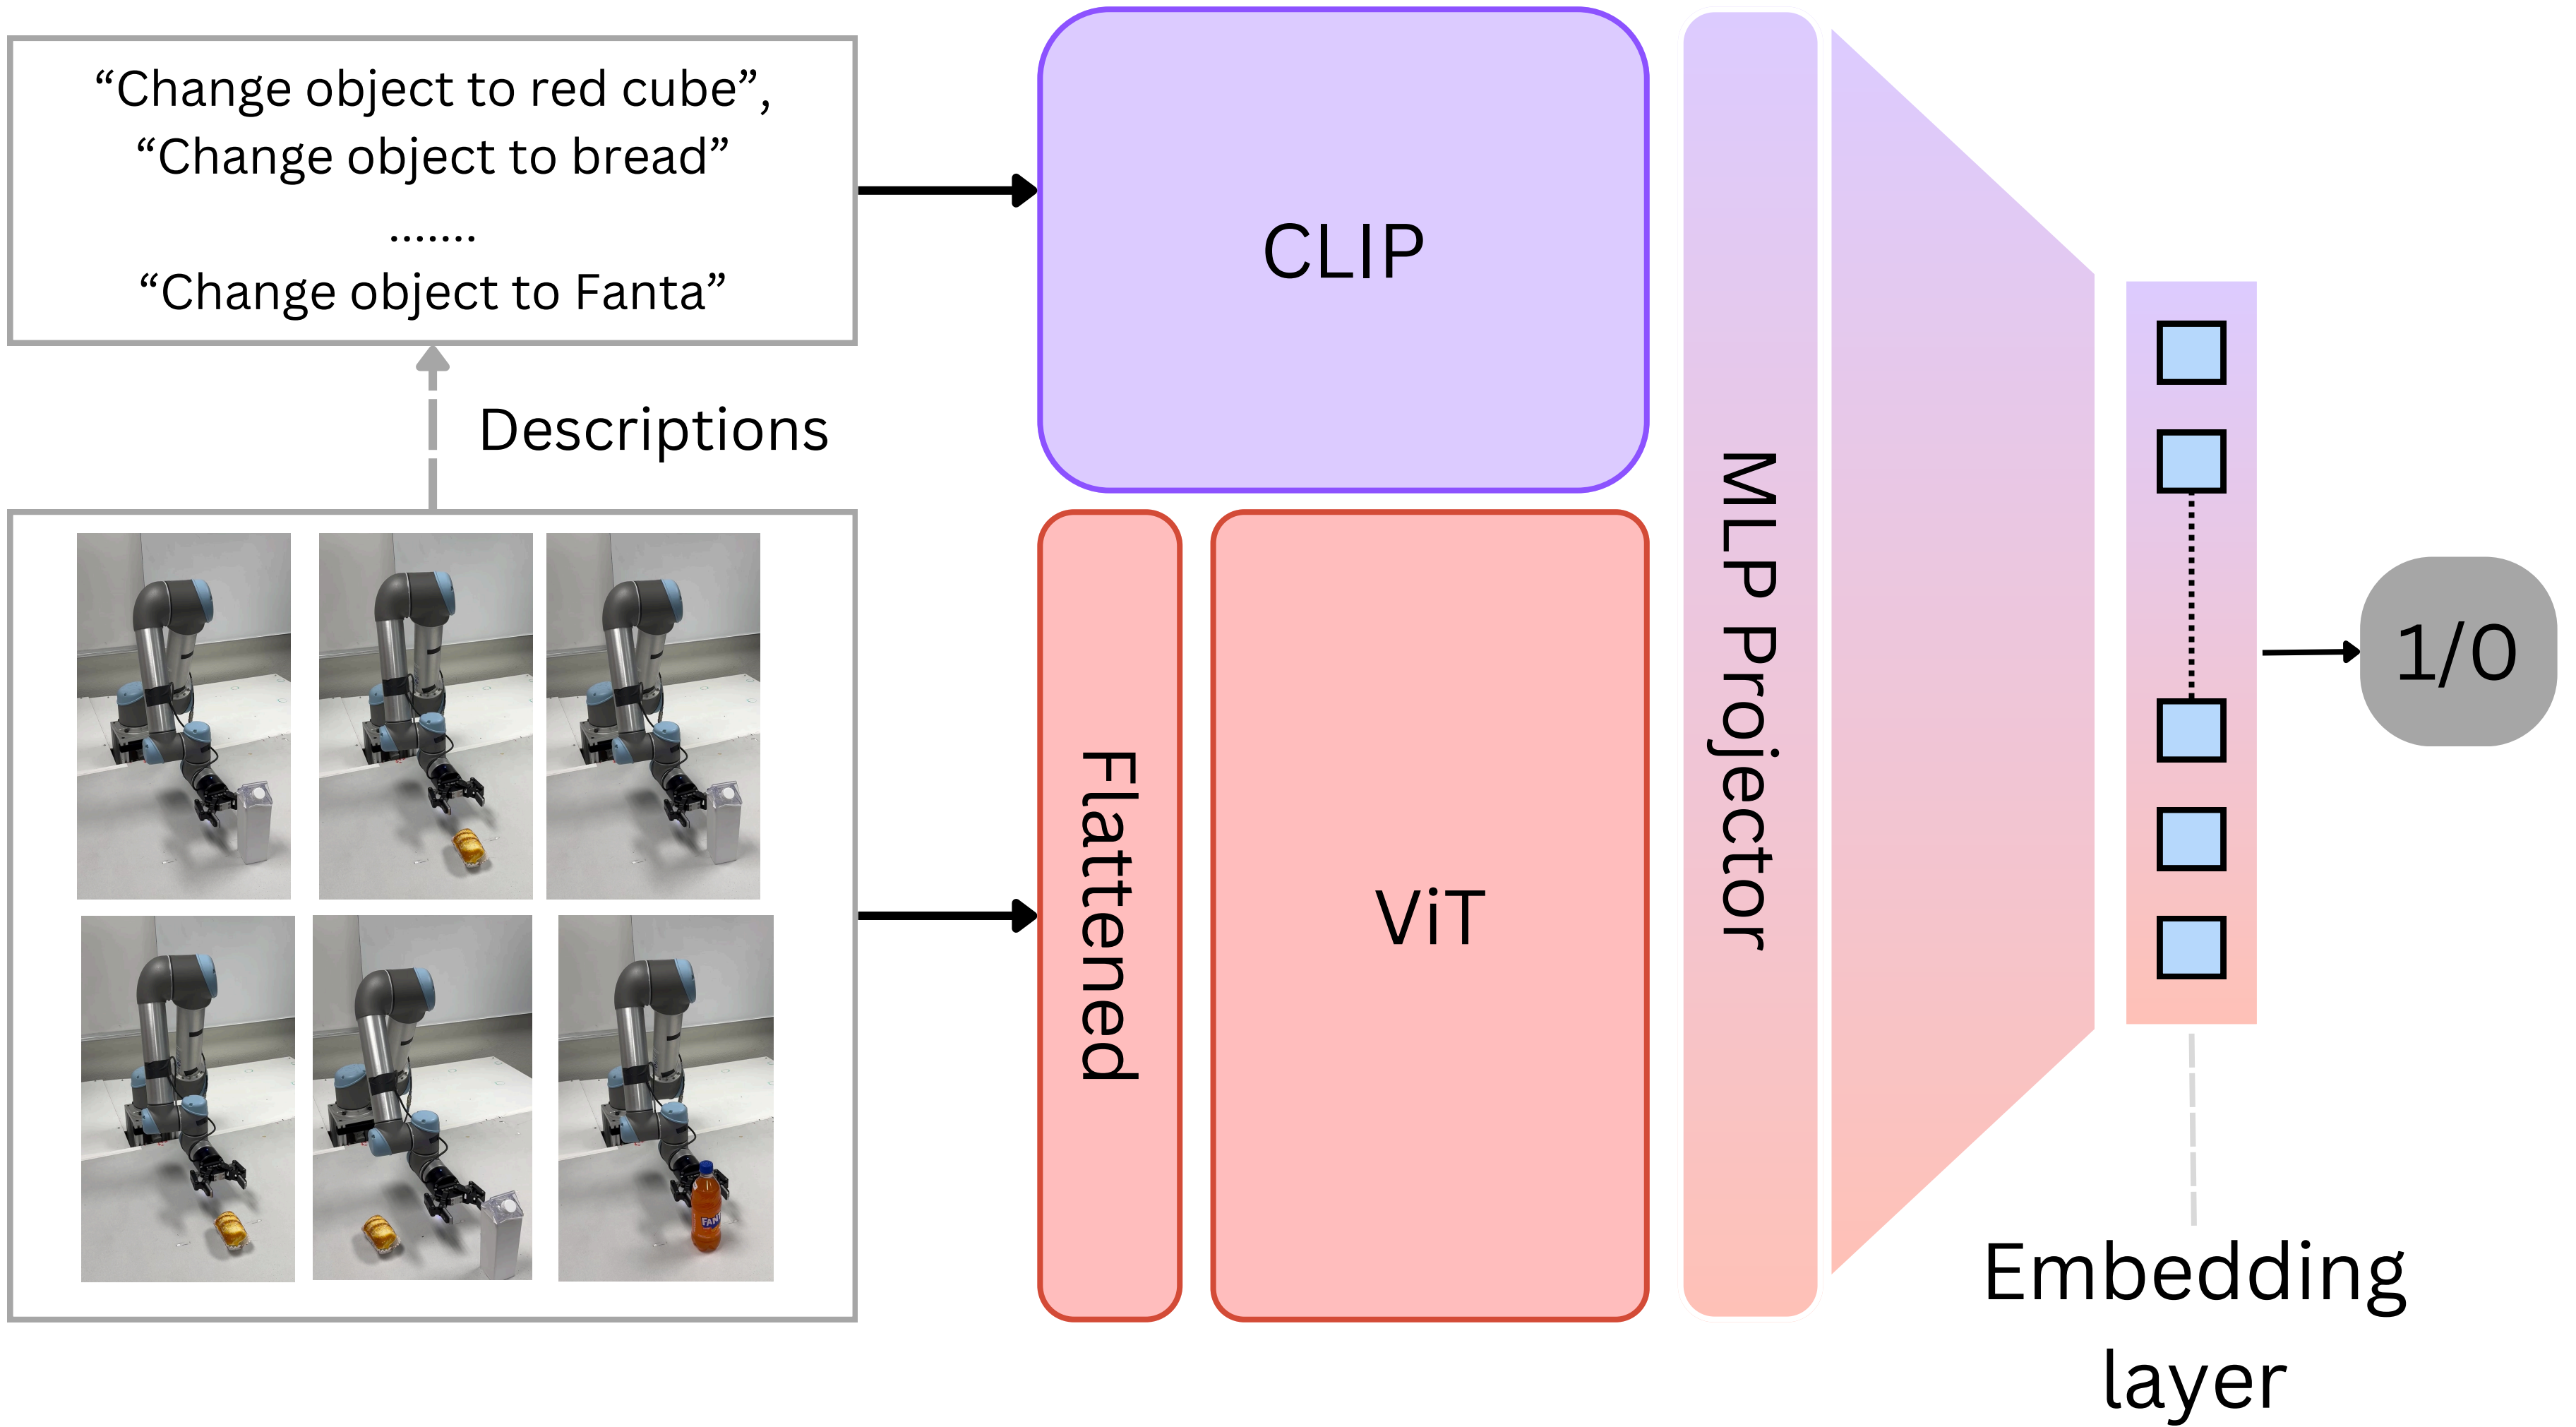 “Change object to red cube”,
“Change object to bread”
.......
“Change object to Fanta”
Descriptions
CLIP
Flattened
ViT
MLP Projector
1/0
Embedding
layer
FANT